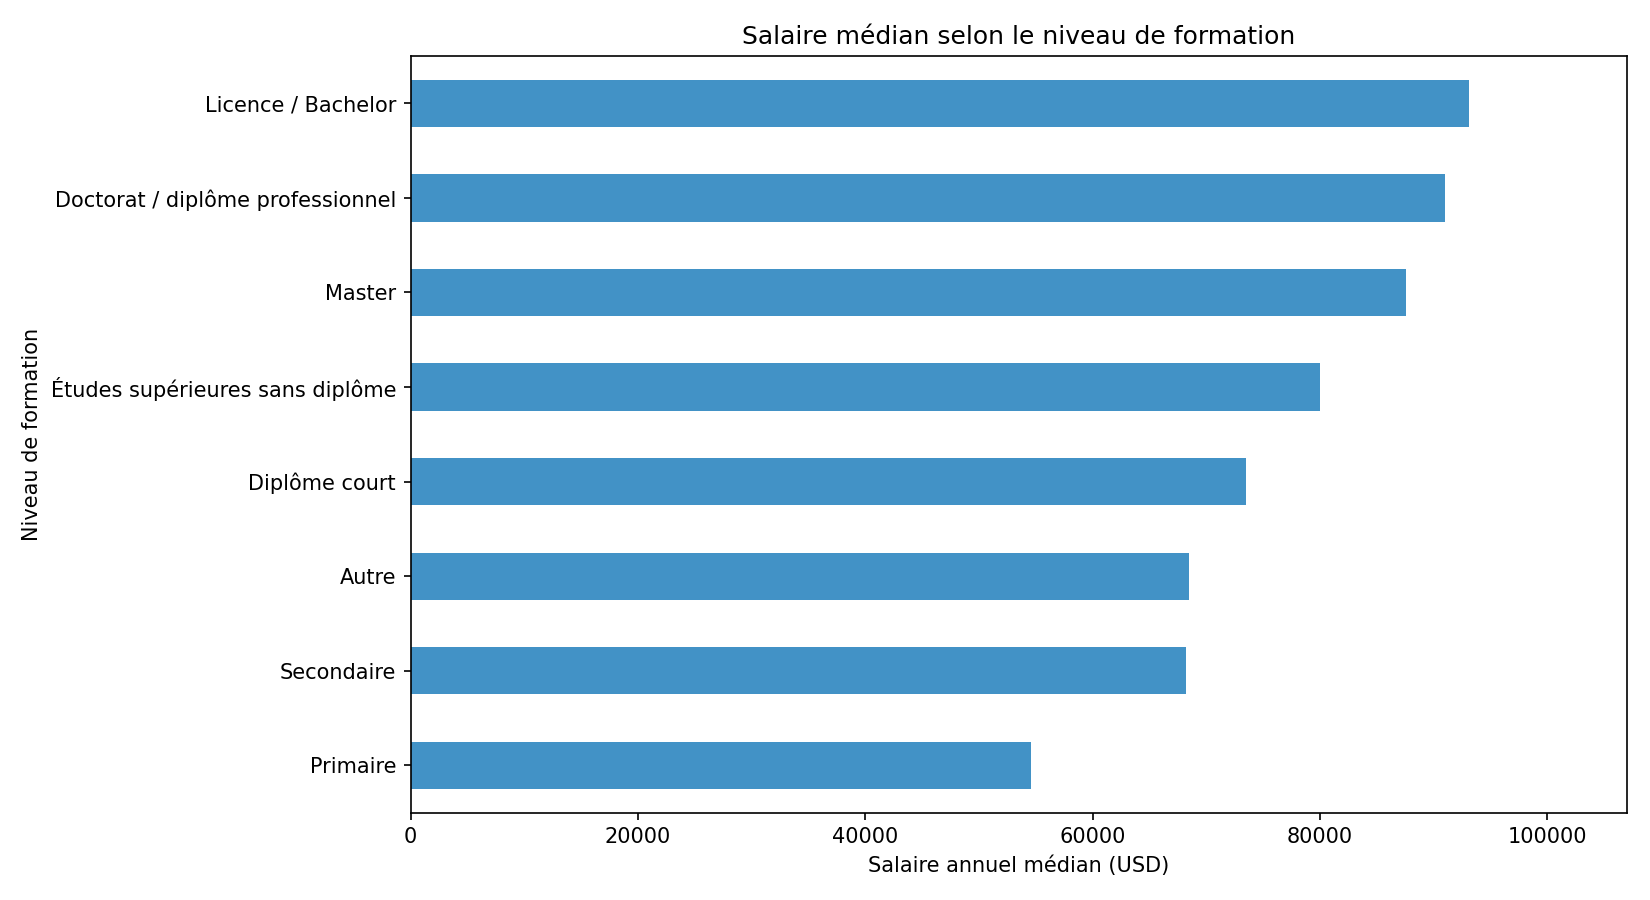 Salaire médian selon le niveau de formation
Niveau de formation
Licence / Bachelor
Doctorat / diplôme professionnel
Master
Études supérieures sans diplôme
Diplôme court
Autre
Secondaire
Primaire
0 20000 40000 60000 80000 100000
Salaire annuel médian (USD)